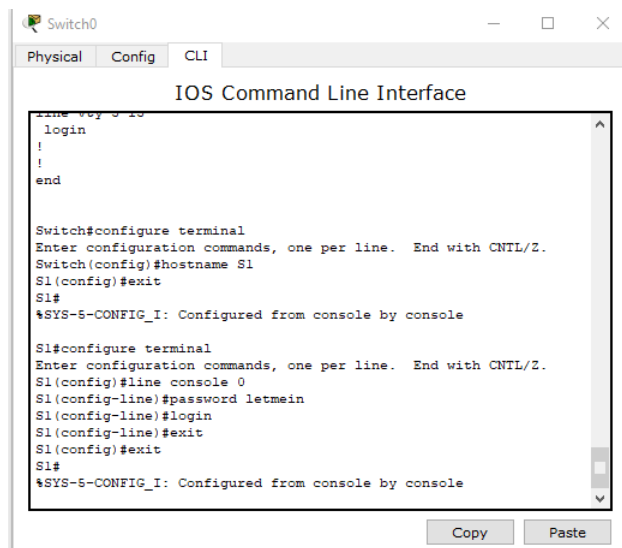 Switch0
Physical Config CLI
IOS Command Line Interface
login
!
!
end
Switch#configure terminal
Enter configuration commands, one per line. End with CNTL/Z.
Switch(config)#hostname S1
S1(config)#exit
S1#
%SYS-5-CONFIG_I: Configured from console by console
S1#configure terminal
Enter configuration commands, one per line. End with CNTL/Z.
S1(config)#line console 0
S1(config-line)#password letmein
S1(config-line)#login
S1(config-line)#exit
S1(config)#exit
S1#
%SYS-5-CONFIG_I: Configured from console by console
Copy Paste